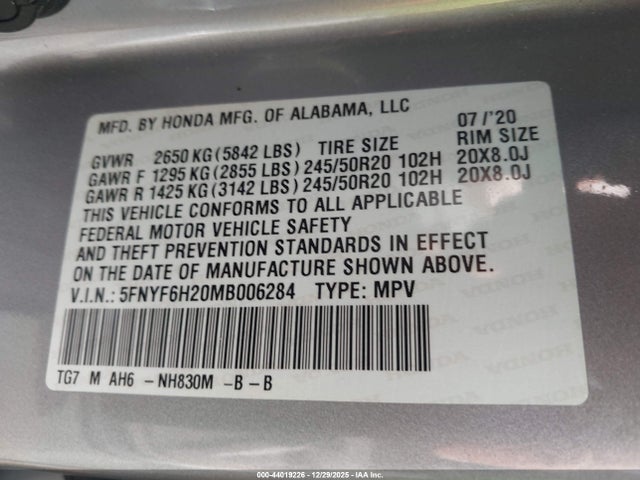 MFD. BY HONDA MFG. OF ALABAMA, LLC 07 /'20
GVWR 2650 KG (5842 LBS) TIRE SIZE RIM SIZE
GAWR F 1295 KG (2855 LBS) 245/50R20 102H 20X8.0J
GAWR R 1425 KG (3142 LBS) 245/50R20 102H 20X8.0J
THIS VEHICLE CONFORMS TO ALL APPLICABLE
FEDERAL MOTOR VEHICLE SAFETY
AND THEFT PREVENTION STANDARDS IN EFFECT
ON THE DATE OF MANUFACTURE SHOWN ABOVE.
V.I.N.: 5FNYF6H20MB006284 TYPE: MPV
TG7 M AH6 -NH830M -B-B
00-44019226 - 12/29/2025 - IAA Inc.